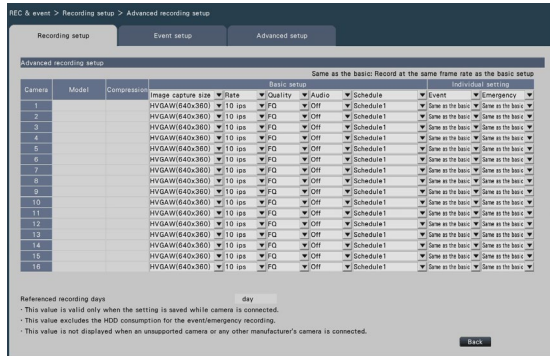 REC & event > Recording setup > Advanced recording setup
Recording setup Event setup Advanced setup
Advanced recording setup
Same as the basic: Record at the same frame rate as the basic setup
Camera Model Compression Basic setup Individual setting
Image capture size Rate Quality Audio Schedule Event Emergency
1 HVGAW(640x360) 10 ips FQ Off Schedule1 Same as the basic Same as the basic
2 HVGAW(640x360) 10 ips FQ Off Schedule1 Same as the basic Same as the basic
3 HVGAW(640x360) 10 ips FQ Off Schedule1 Same as the basic Same as the basic
4 HVGAW(640x360) 10 ips FQ Off Schedule1 Same as the basic Same as the basic
5 HVGAW(640x360) 10 ips FQ Off Schedule1 Same as the basic Same as the basic
6 HVGAW(640x360) 10 ips FQ Off Schedule1 Same as the basic Same as the basic
7 HVGAW(640x360) 10 ips FQ Off Schedule1 Same as the basic Same as the basic
8 HVGAW(640x360) 10 ips FQ Off Schedule1 Same as the basic Same as the basic
9 HVGAW(640x360) 10 ips FQ Off Schedule1 Same as the basic Same as the basic
10 HVGAW(640x360) 10 ips FQ Off Schedule1 Same as the basic Same as the basic
11 HVGAW(640x360) 10 ips FQ Off Schedule1 Same as the basic Same as the basic
12 HVGAW(640x360) 10 ips FQ Off Schedule1 Same as the basic Same as the basic
13 HVGAW(640x360) 10 ips FQ Off Schedule1 Same as the basic Same as the basic
14 HVGAW(640x360) 10 ips FQ Off Schedule1 Same as the basic Same as the basic
15 HVGAW(640x360) 10 ips FQ Off Schedule1 Same as the basic Same as the basic
16 HVGAW(640x360) 10 ips FQ Off Schedule1 Same as the basic Same as the basic
Referenced recording days day
· This value is valid only when the setting is saved while camera is connected.
· This value excludes the HDD consumption for the event/emergency recording.
· This value is not displayed when an unsupported camera or any other manufacturer's camera is connected.
Back